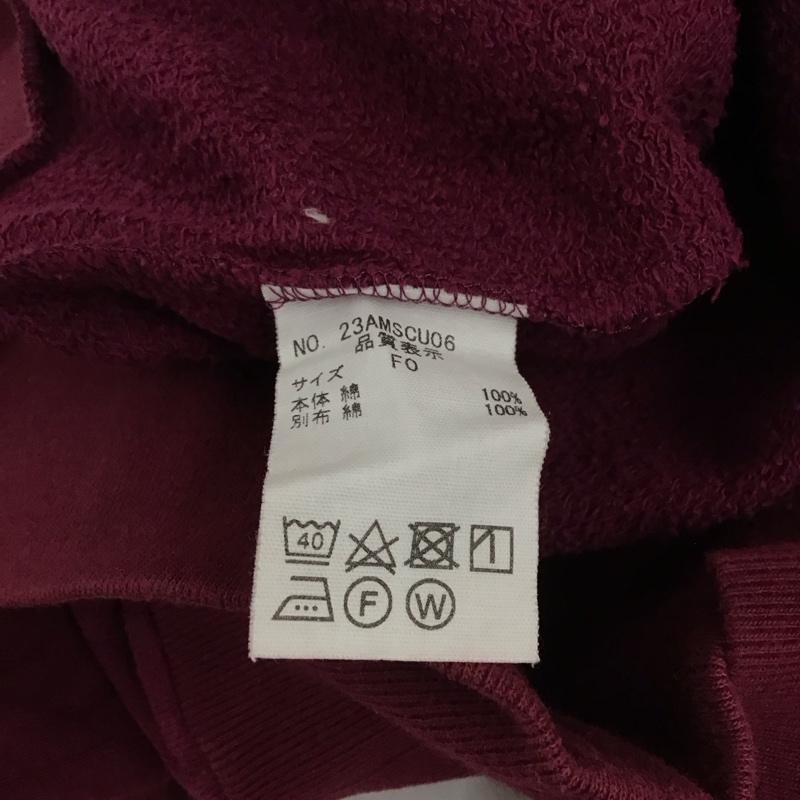 NO. 23AMSCU06
品質表示
サイズ FO
本体 綿 100%
別布 綿 100%
40
F W